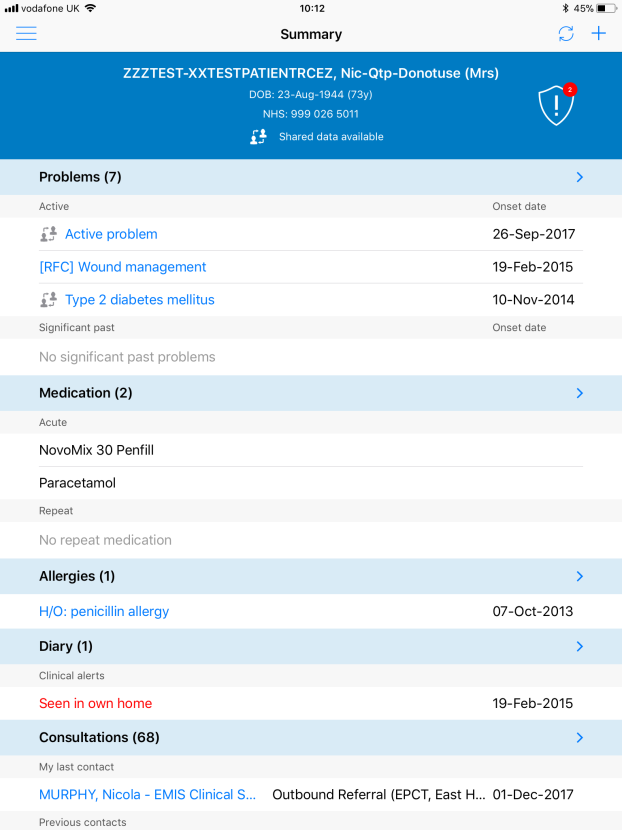 vodafone UK 10:12 45%
Summary
ZZZTEST-XXTESTPATIENTRCEZ, Nic-Qtp-Donotuse (Mrs)
DOB: 23-Aug-1944 (73y)
2
NHS: 999 026 5011
Shared data available
Problems (7)
Active Onset date
Active problem 26-Sep-2017
[RFC] Wound management 19-Feb-2015
Type 2 diabetes mellitus 10-Nov-2014
Significant past Onset date
No significant past problems
Medication (2)
Acute
NovoMix 30 Penfill
Paracetamol
Repeat
No repeat medication
Allergies (1)
H/O: penicillin allergy 07-Oct-2013
Diary (1)
Clinical alerts
Seen in own home 19-Feb-2015
Consultations (68)
My last contact
MURPHY, Nicola - EMIS Clinical S... Outbound Referral (EPCT, East H... 01-Dec-2017
Previous contacts